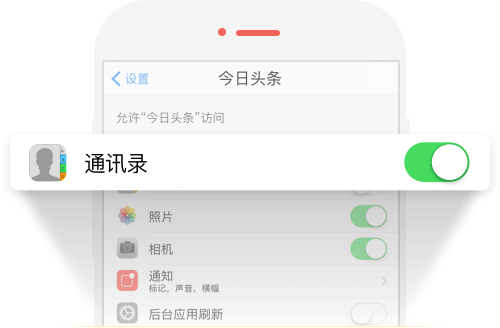 设置 今日头条
允许“今日头条”访问
通讯录
照片
相机
通知
标记，声音，横幅
后台应用刷新